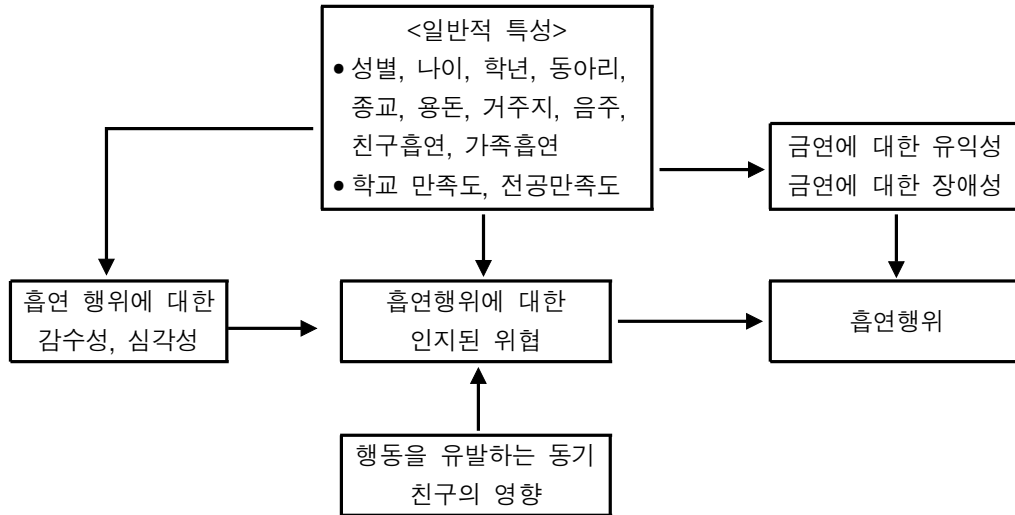 <일반적 특성>
• 성별, 나이, 학년, 동아리,
종교, 용돈, 거주지, 음주,
친구흡연, 가족흡연
• 학교 만족도, 전공만족도
금연에 대한 유익성
금연에 대한 장애성
흡연 행위에 대한
감수성, 심각성
흡연행위에 대한
인지된 위협
흡연행위
행동을 유발하는 동기
친구의 영향